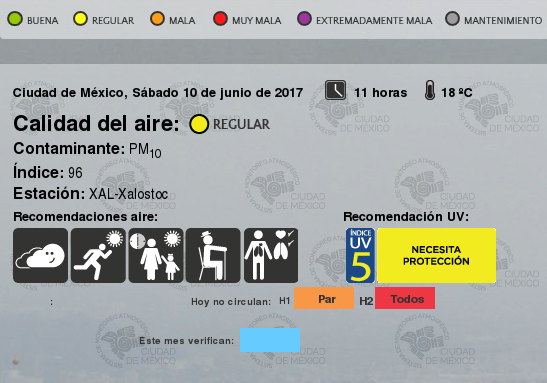 BUENA REGULAR MALA MUY MALA EXTREMADAMENTE MALA MANTENIMIENTO
Ciudad de México, Sábado 10 de junio de 2017 11 horas 18 ºC
Calidad del aire: REGULAR
Contaminante: PM10
Índice: 96
Estación: XAL-Xalostoc
Recomendaciones aire: Recomendación UV:
ÍNDICE
UV
5
NECESITA
PROTECCIÓN
: Hoy no circulan: H1 Par H2 Todos
Este mes verifican: